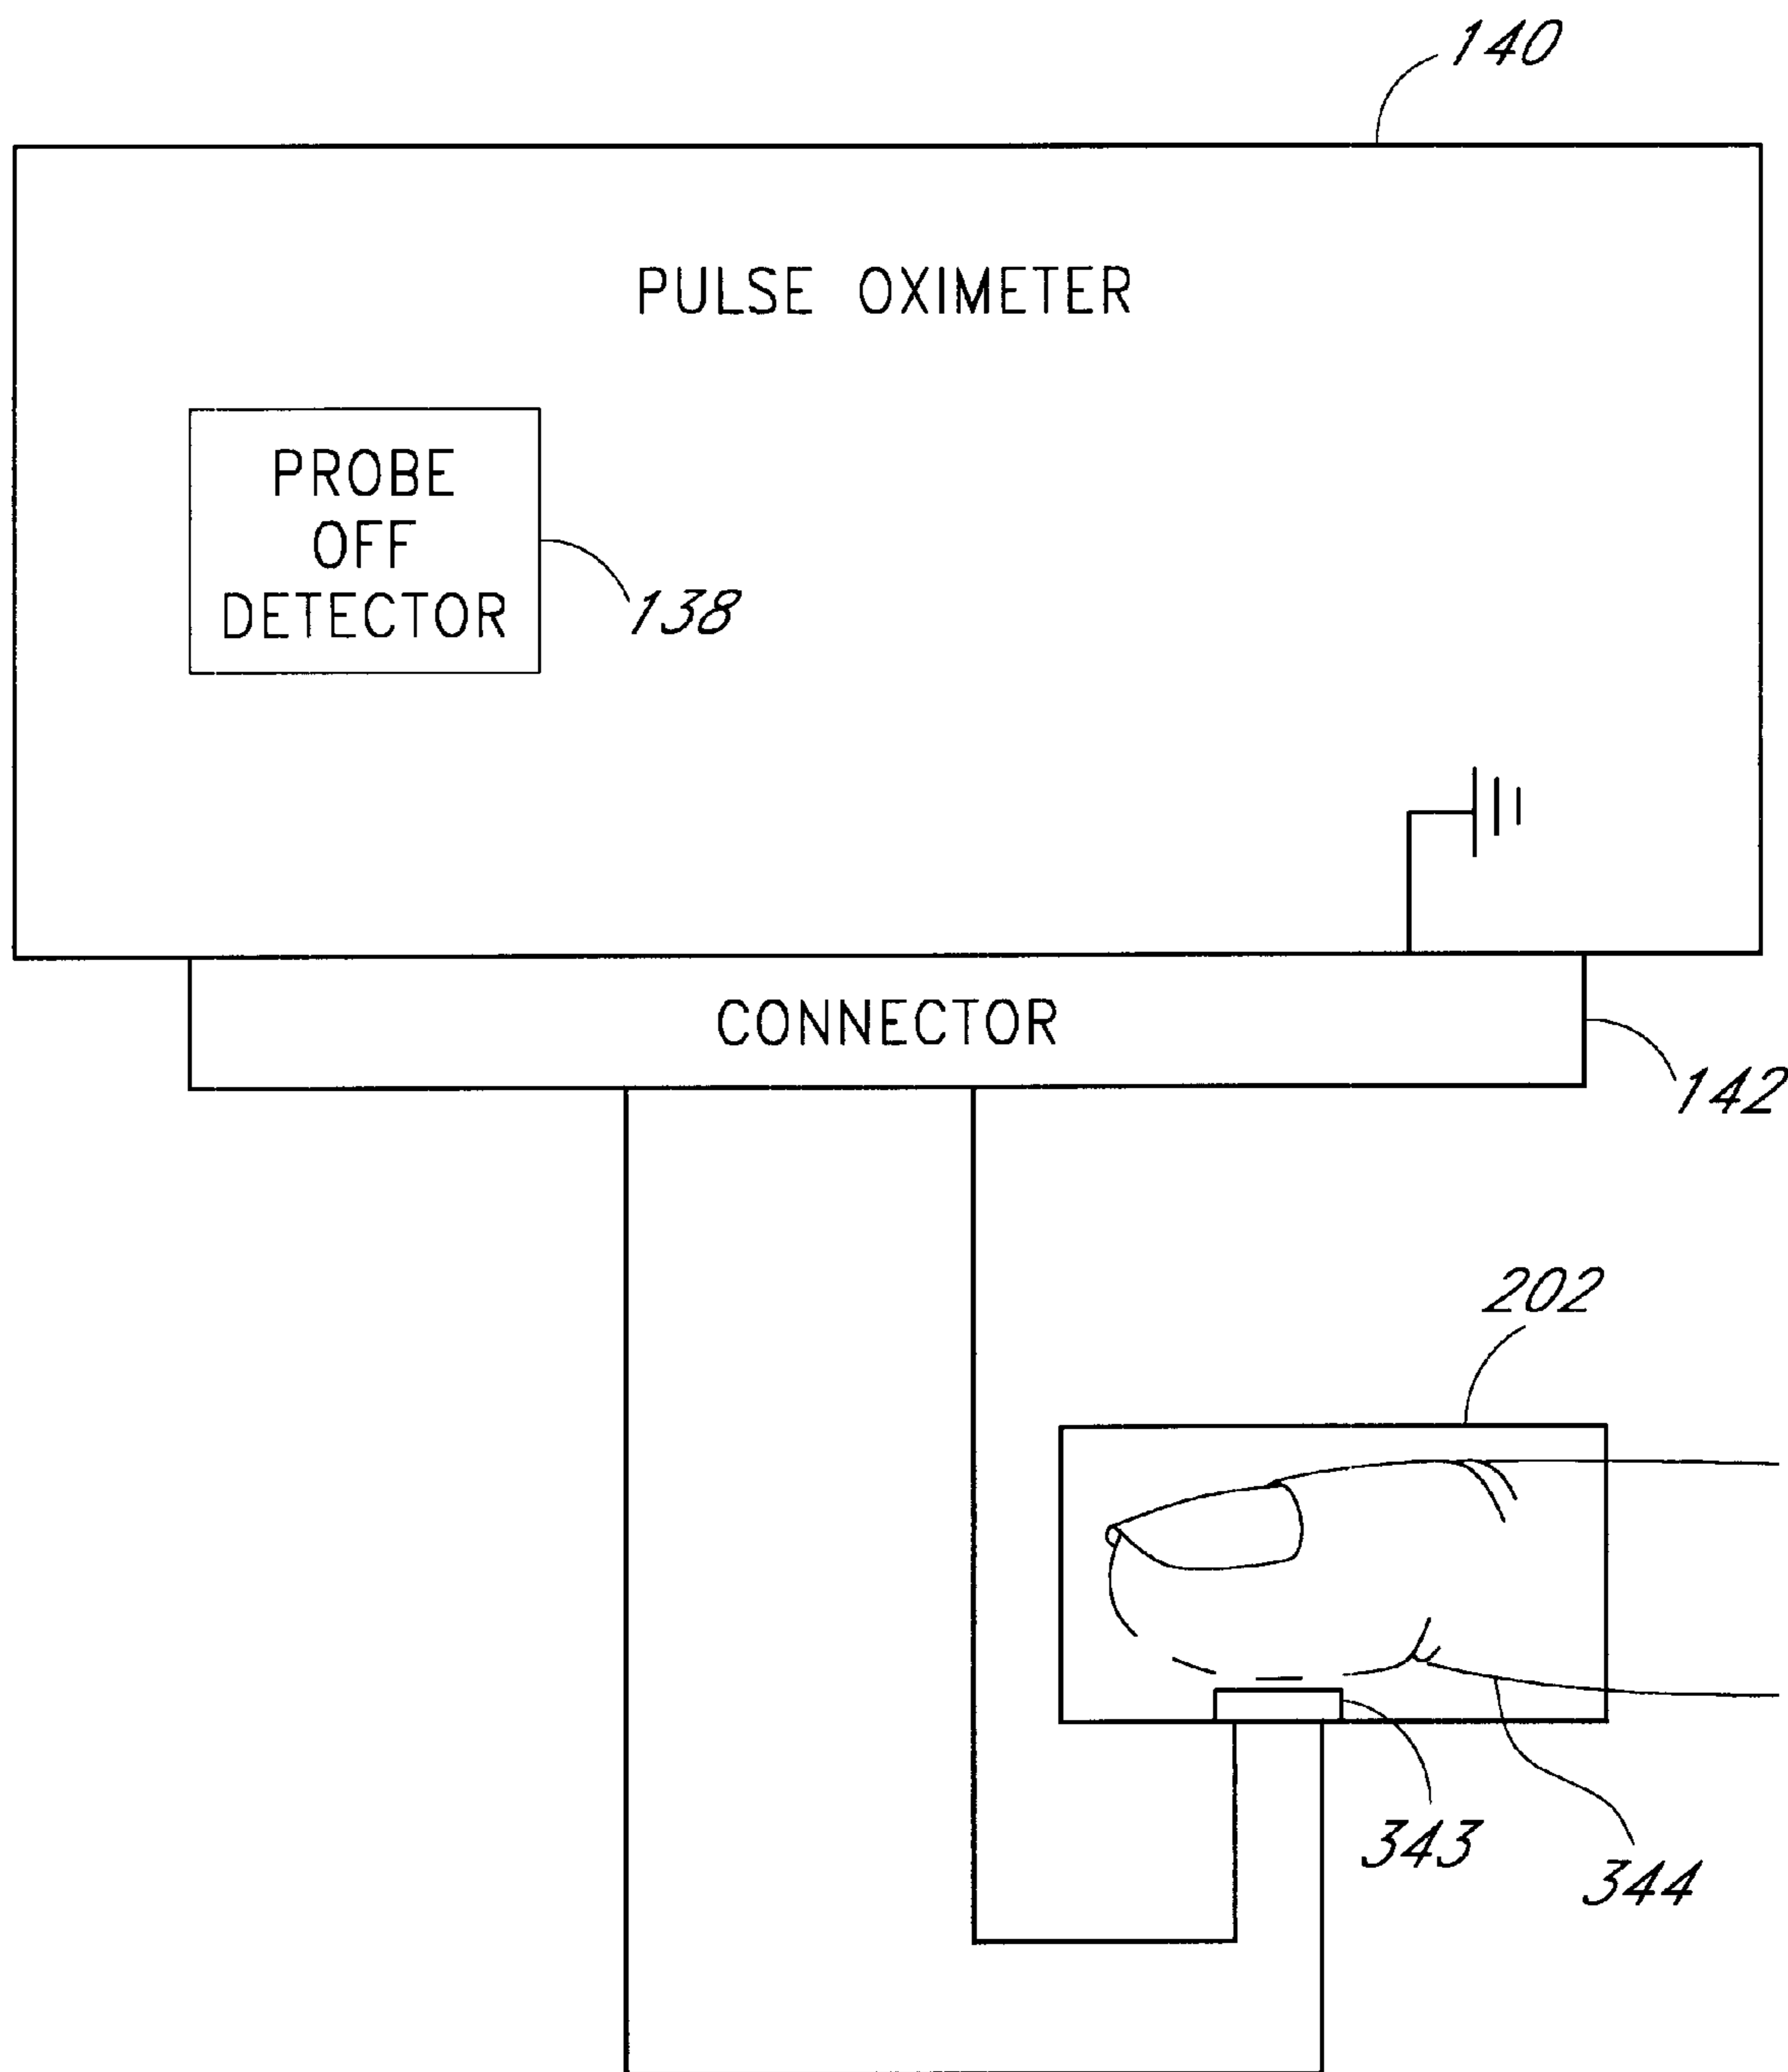 140
PULSE OXIMETER
PROBE
OFF
DETECTOR
138
CONNECTOR
142
202
343
344